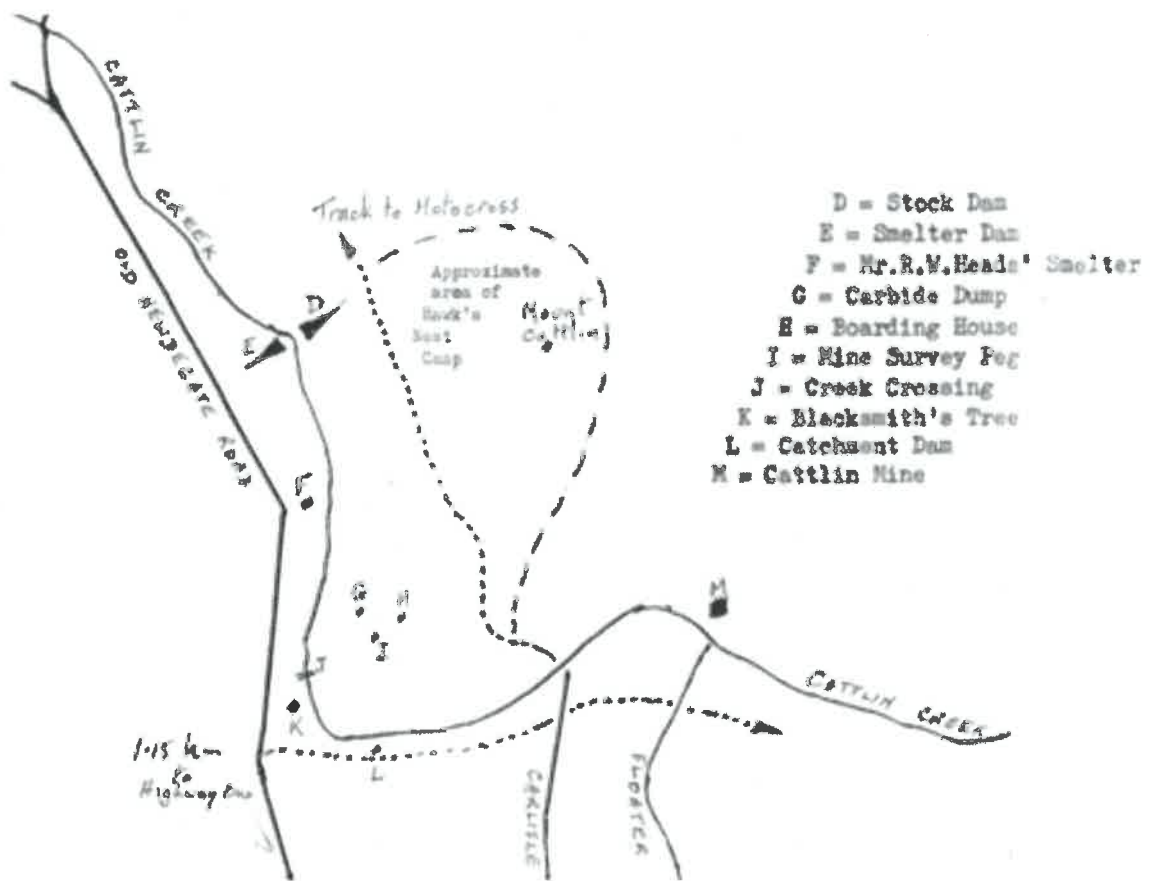 CATTLIN
CREEK
OLD NEWDEGATE ROAD
Track to Motocross
Approximate
area of
Hawk's
Nest
Camp
Mount
Cattlin
D = Stock Dam
E = Smelter Dam
F = Mr.R.W.Heads' Smelter
G = Carbide Dump
H = Boarding House
I = Mine Survey Peg
J = Creek Crossing
K = Blacksmith's Tree
L = Catchment Dam
M = Cattlin Mine
D
E
G
H
I
J
K
L
M
CATTLIN CREEK
1.15 km
to
Highway
CARLISLE
FLOATER